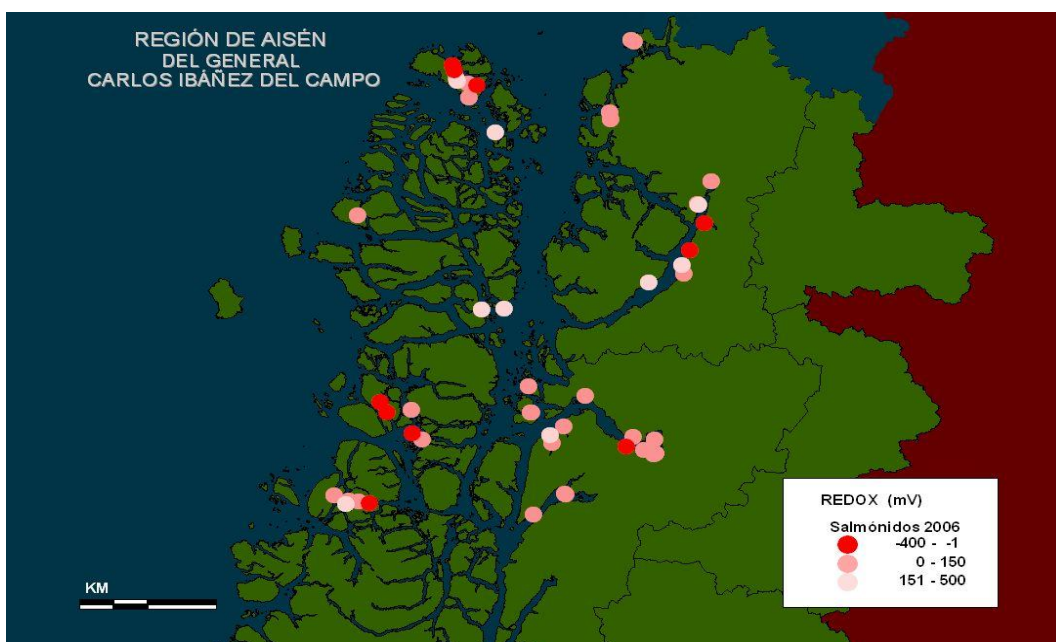 REGIÓN DE AISÉN
DEL GENERAL
CARLOS IBÁÑEZ DEL CAMPO
REDOX (mV)
Salmónidos 2006
-400 - -1
0 - 150
151 - 500
KM